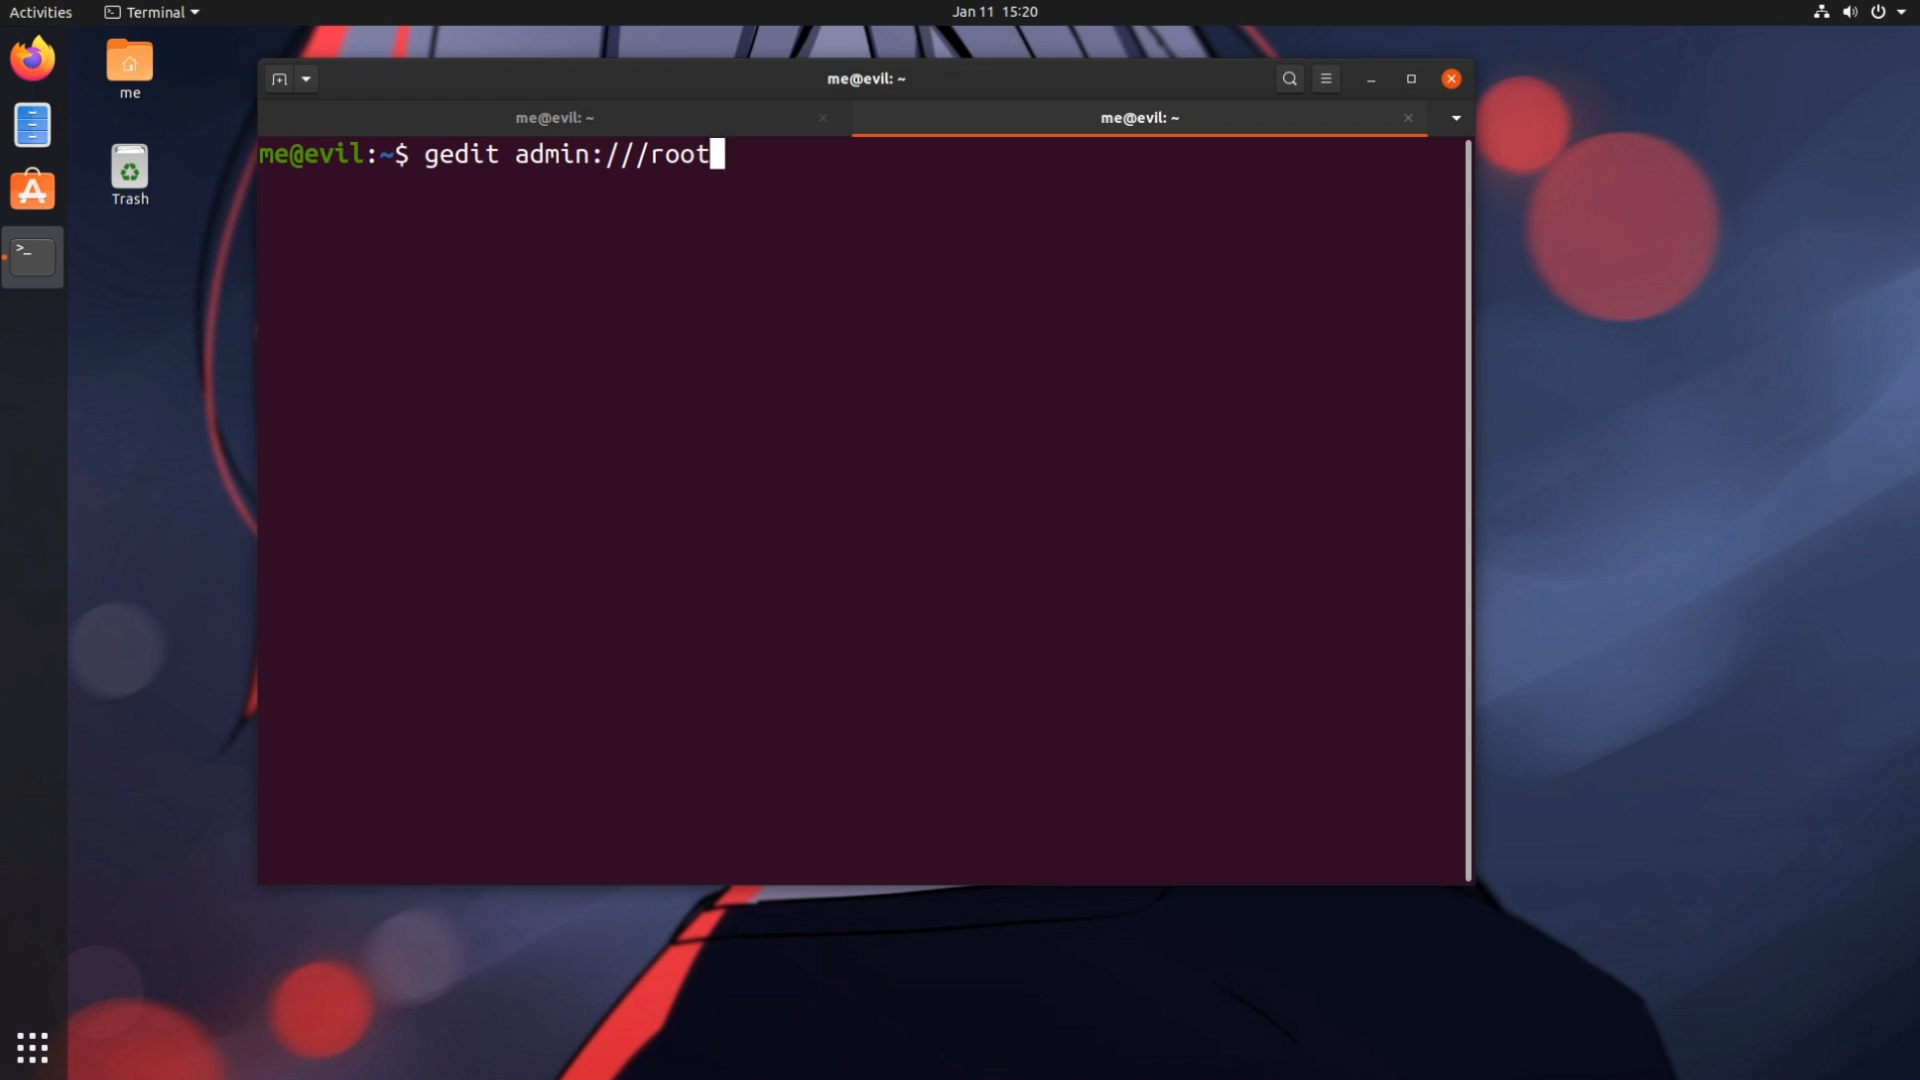 Activities Terminal Jan 11 15:20
me
Trash
me@evil: ~
me@evil: ~ me@evil: ~
me@evil:~$ gedit admin:///root